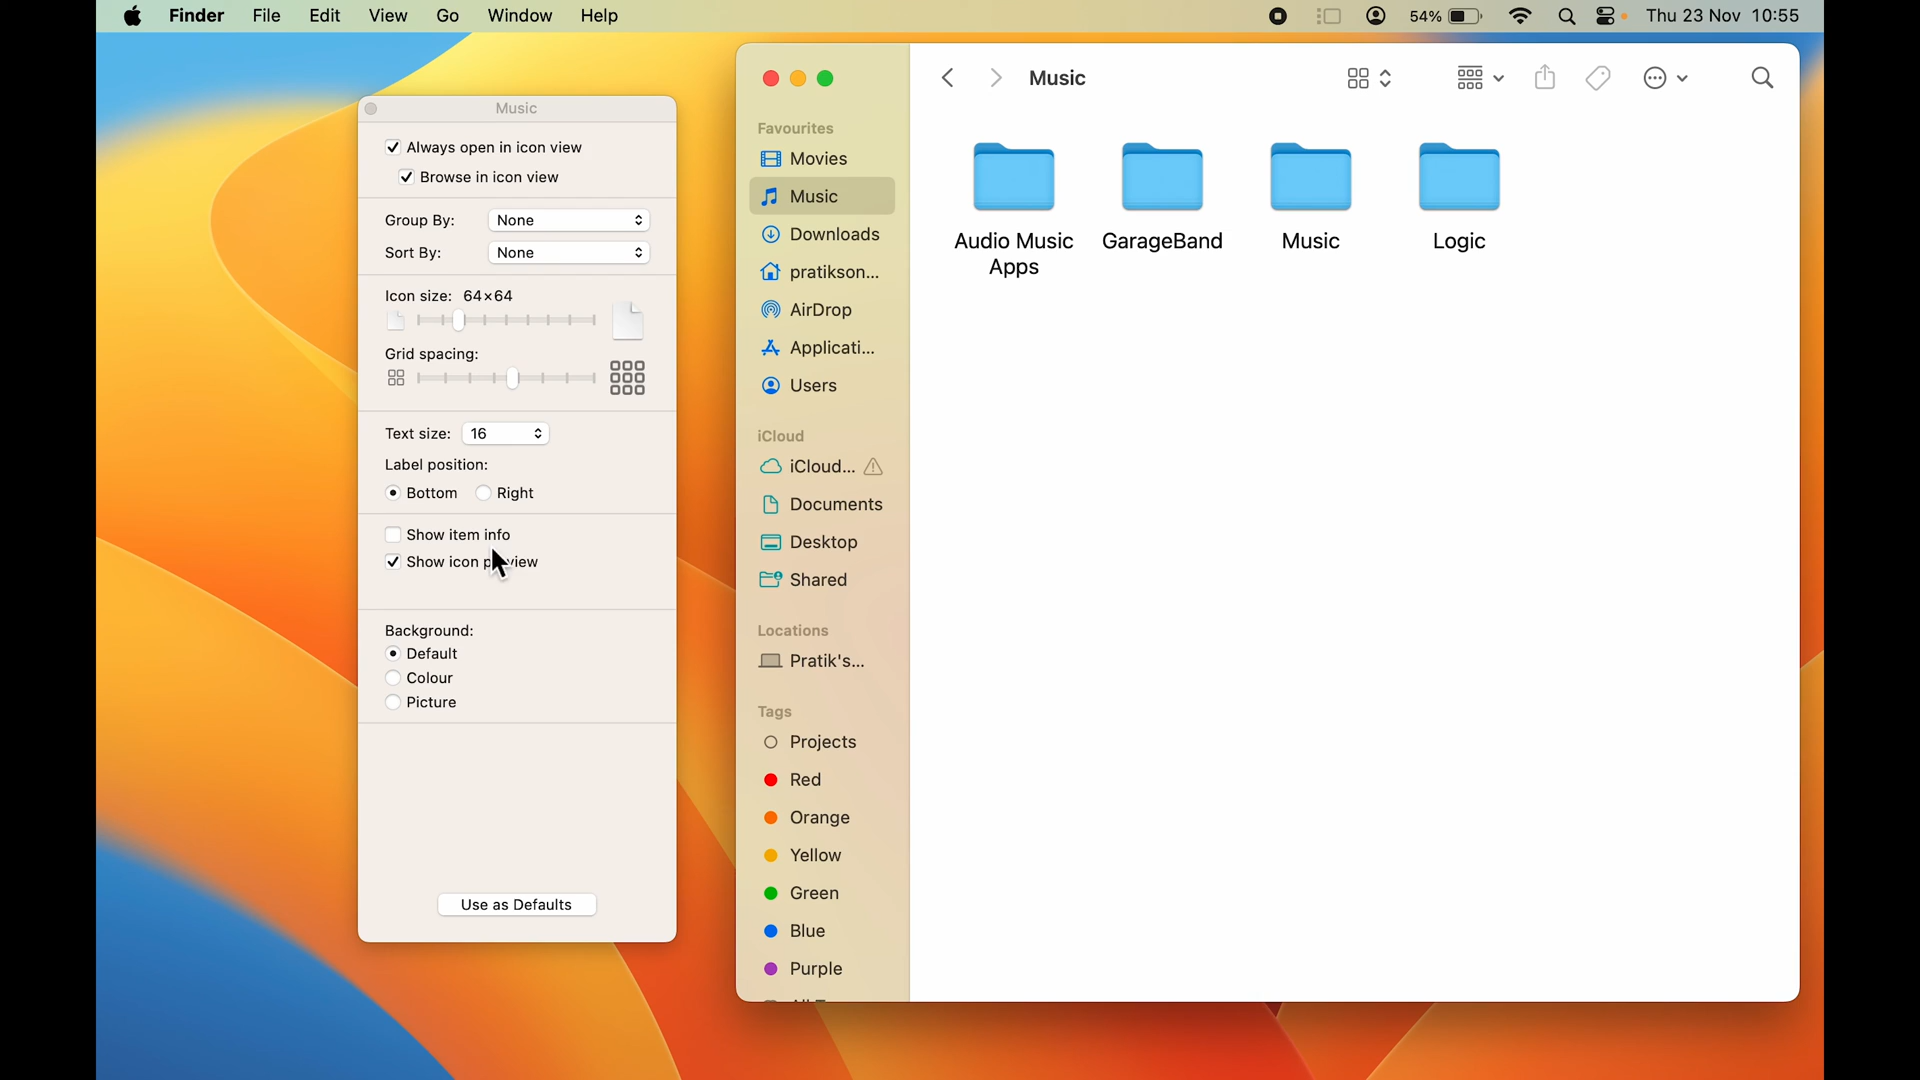 Finder File Edit View Go Window Help 54% Thu 23 Nov 10:55
Music
Always open in icon view
Browse in icon view
Group By: None
Sort By: None
Icon size: 64×64
Grid spacing:
Text size: 16
Label position:
Bottom Right
Show item info
Show icon p view
Background:
Default
Colour
Picture
Use as Defaults
Music
Favourites
Movies
Music
Downloads
pratikson...
AirDrop
Applicati...
Users
iCloud
iCloud...
Documents
Desktop
Shared
Locations
Pratik's...
Tags
Projects
Red
Orange
Yellow
Green
Blue
Purple
Audio Music
Apps
GarageBand
Music
Logic